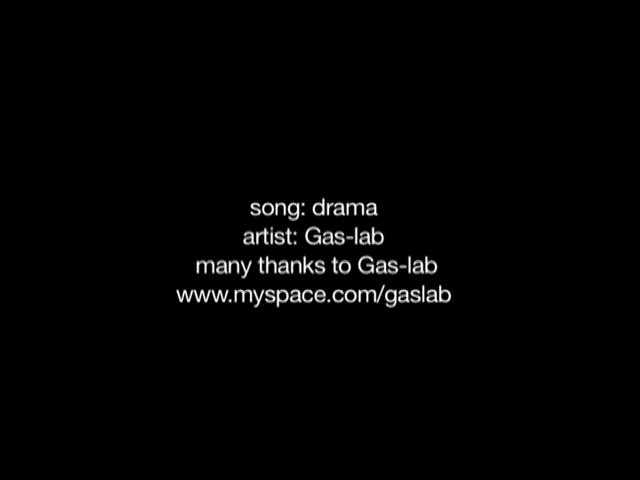 song: drama
artist: Gas-lab
many thanks to Gas-lab
www.myspace.com/gaslab